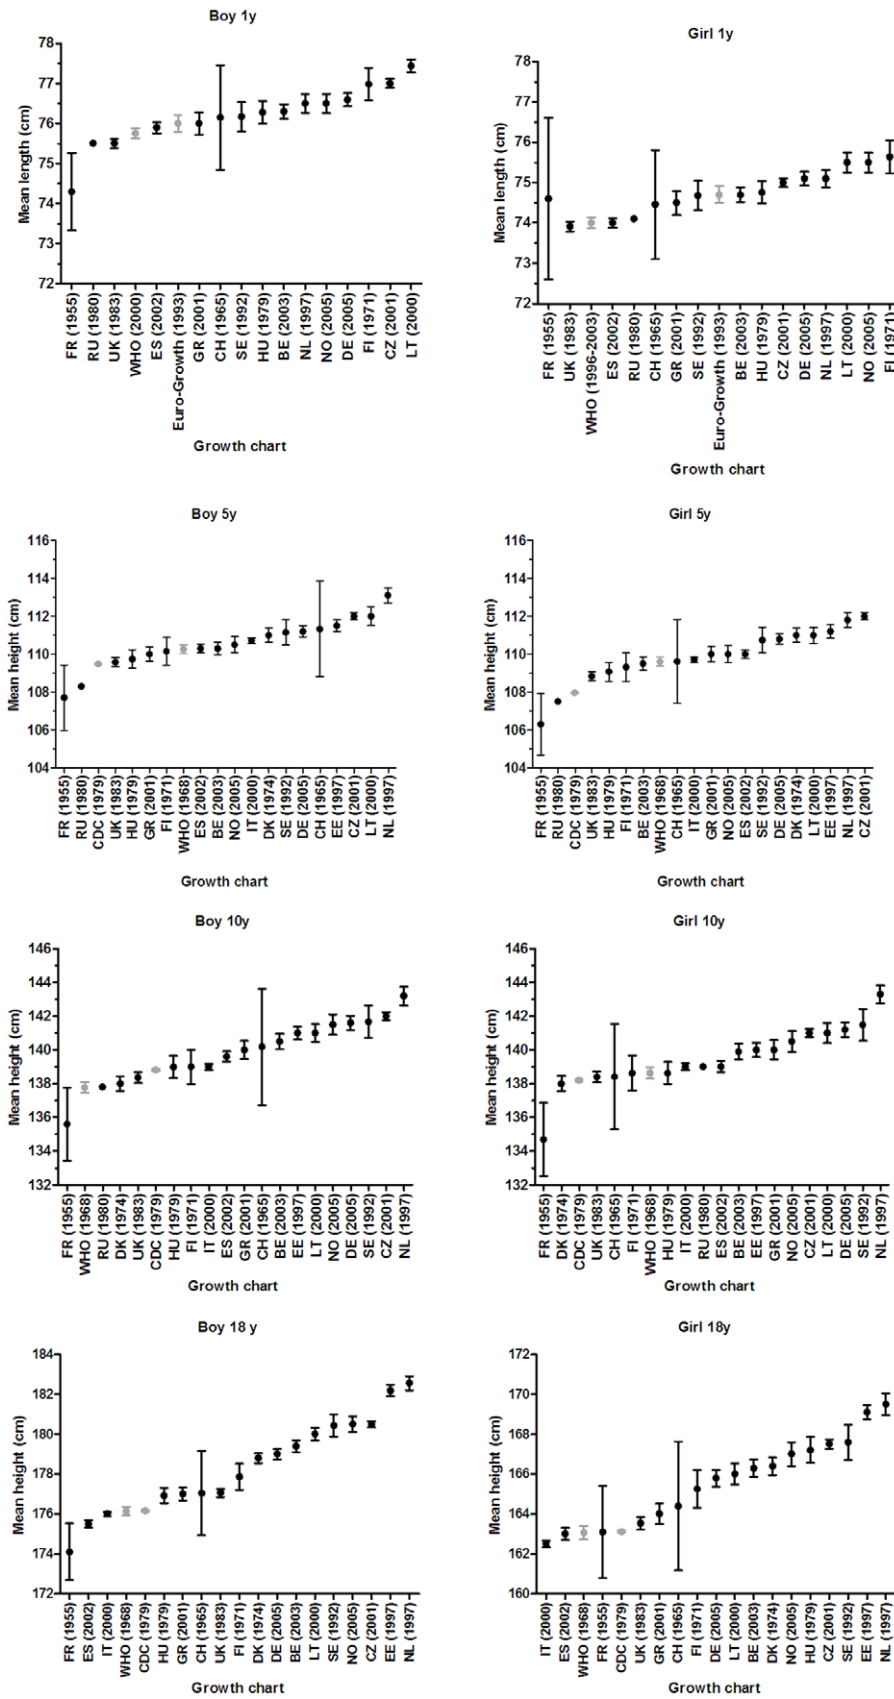 Boy 1y
Mean length (cm)
78
77
76
75
74
73
72
FR (1955)
RU (1980)
UK (1983)
WHO (2000)
ES (2002)
Euro-Growth (1993)
GR (2001)
CH (1965)
SE (1992)
HU (1979)
BE (2003)
NL (1997)
NO (2005)
DE (2005)
FI (1971)
CZ (2001)
LT (2000)
Growth chart
Girl 1y
Mean length (cm)
78
77
76
75
74
73
72
FR (1955)
UK (1983)
WHO (1996-2003)
ES (2002)
RU (1980)
CH (1965)
GR (2001)
SE (1992)
Euro-Growth (1993)
BE (2003)
HU (1979)
CZ (2001)
DE (2005)
NL (1997)
LT (2000)
NO (2005)
FI (1971)
Growth chart
Boy 5y
Mean height (cm)
116
114
112
110
108
106
104
FR (1955)
RU (1980)
CDC (1979)
UK (1983)
HU (1979)
GR (2001)
FI (1971)
WHO (1968)
ES (2002)
BE (2003)
NO (2005)
IT (2000)
DK (1974)
SE (1992)
DE (2005)
CH (1965)
EE (1997)
CZ (2001)
LT (2000)
NL (1997)
Growth chart
Girl 5y
Mean height (cm)
116
114
112
110
108
106
104
FR (1955)
RU (1980)
CDC (1979)
UK (1983)
HU (1979)
FI (1971)
BE (2003)
WHO (1968)
CH (1965)
IT (2000)
GR (2001)
NO (2005)
ES (2002)
SE (1992)
DE (2005)
DK (1974)
LT (2000)
EE (1997)
NL (1997)
CZ (2001)
Growth chart
Boy 10y
Mean height (cm)
146
144
142
140
138
136
134
132
FR (1955)
WHO (1968)
RU (1980)
DK (1974)
UK (1983)
CDC (1979)
HU (1979)
FI (1971)
IT (2000)
ES (2002)
GR (2001)
CH (1965)
BE (2003)
EE (1997)
LT (2000)
NO (2005)
DE (2005)
SE (1992)
CZ (2001)
NL (1997)
Growth chart
Girl 10y
Mean height (cm)
146
144
142
140
138
136
134
132
FR (1955)
DK (1974)
CDC (1979)
UK (1983)
CH (1965)
FI (1971)
WHO (1968)
HU (1979)
IT (2000)
RU (1980)
ES (2002)
BE (2003)
EE (1997)
GR (2001)
NO (2005)
CZ (2001)
LT (2000)
DE (2005)
SE (1992)
NL (1997)
Growth chart
Boy 18 y
Mean height (cm)
184
182
180
178
176
174
172
FR (1955)
ES (2002)
IT (2000)
WHO (1968)
CDC (1979)
HU (1979)
GR (2001)
CH (1965)
UK (1983)
FI (1971)
DK (1974)
DE (2005)
BE (2003)
LT (2000)
SE (1992)
NO (2005)
CZ (2001)
EE (1997)
NL (1997)
Growth chart
Girl 18y
Mean height (cm)
172
170
168
166
164
162
160
IT (2000)
ES (2002)
WHO (1968)
FR (1955)
CDC (1979)
UK (1983)
GR (2001)
CH (1965)
FI (1971)
DE (2005)
LT (2000)
BE (2003)
DK (1974)
NO (2005)
HU (1979)
CZ (2001)
SE (1992)
EE (1997)
NL (1997)
Growth chart